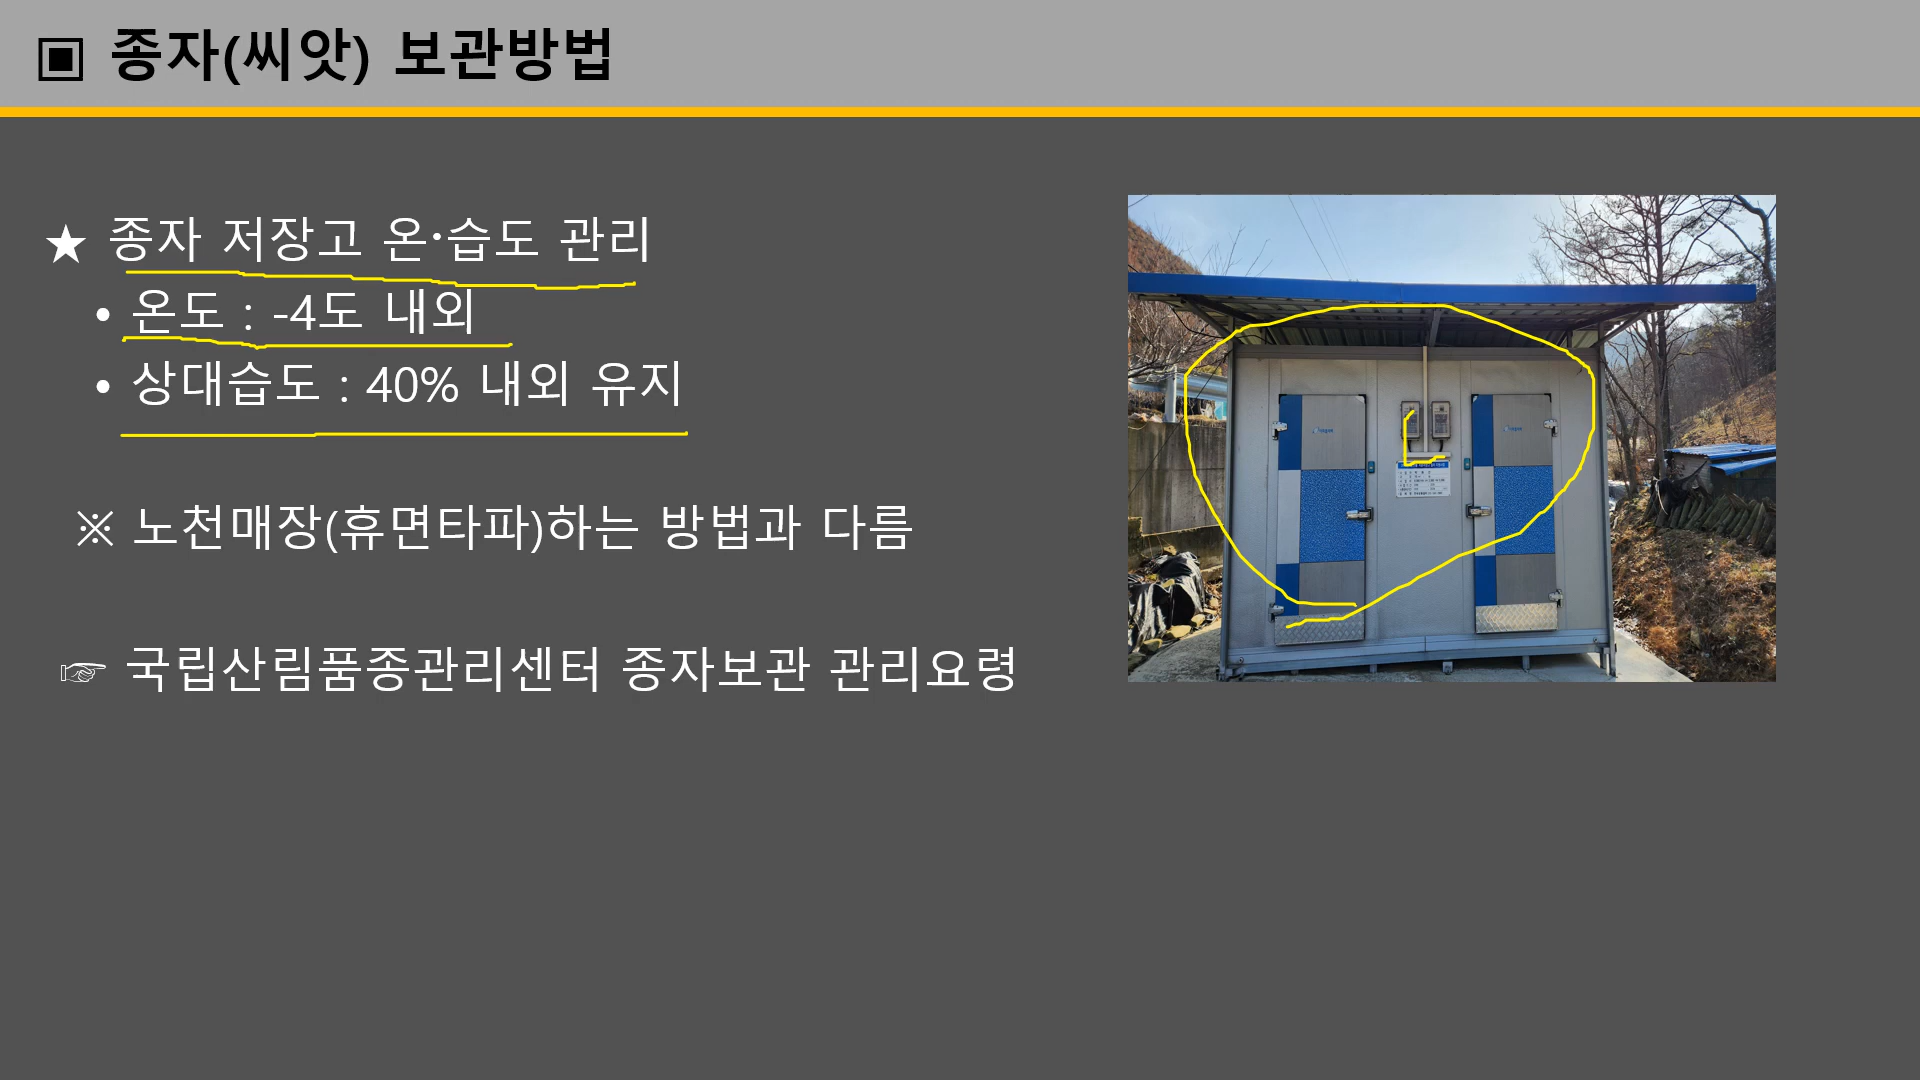 ▣ 종자(씨앗) 보관방법
★ 종자 저장고 온·습도 관리
• 온도 : -4도 내외
• 상대습도 : 40% 내외 유지
※ 노천매장(휴면타파)하는 방법과 다름
☞ 국립산림품종관리센터 종자보관 관리요령